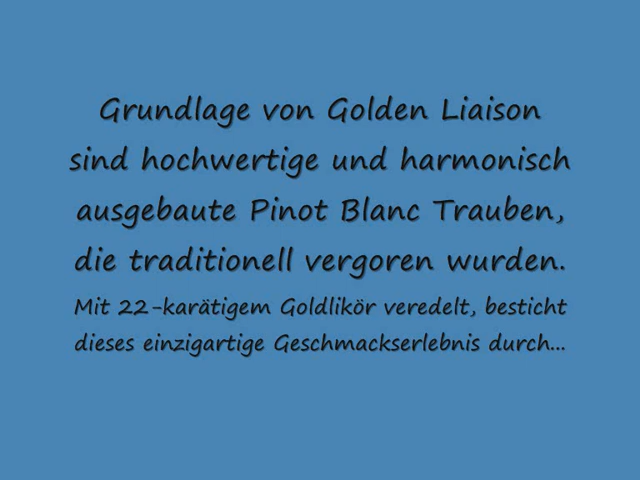 Grundlage von Golden Liaison
sind hochwertige und harmonisch
ausgebaute Pinot Blanc Trauben,
die traditionell vergoren wurden.
Mit 22-karätigem Goldlikör veredelt, besticht
dieses einzigartige Geschmackserlebnis durch...